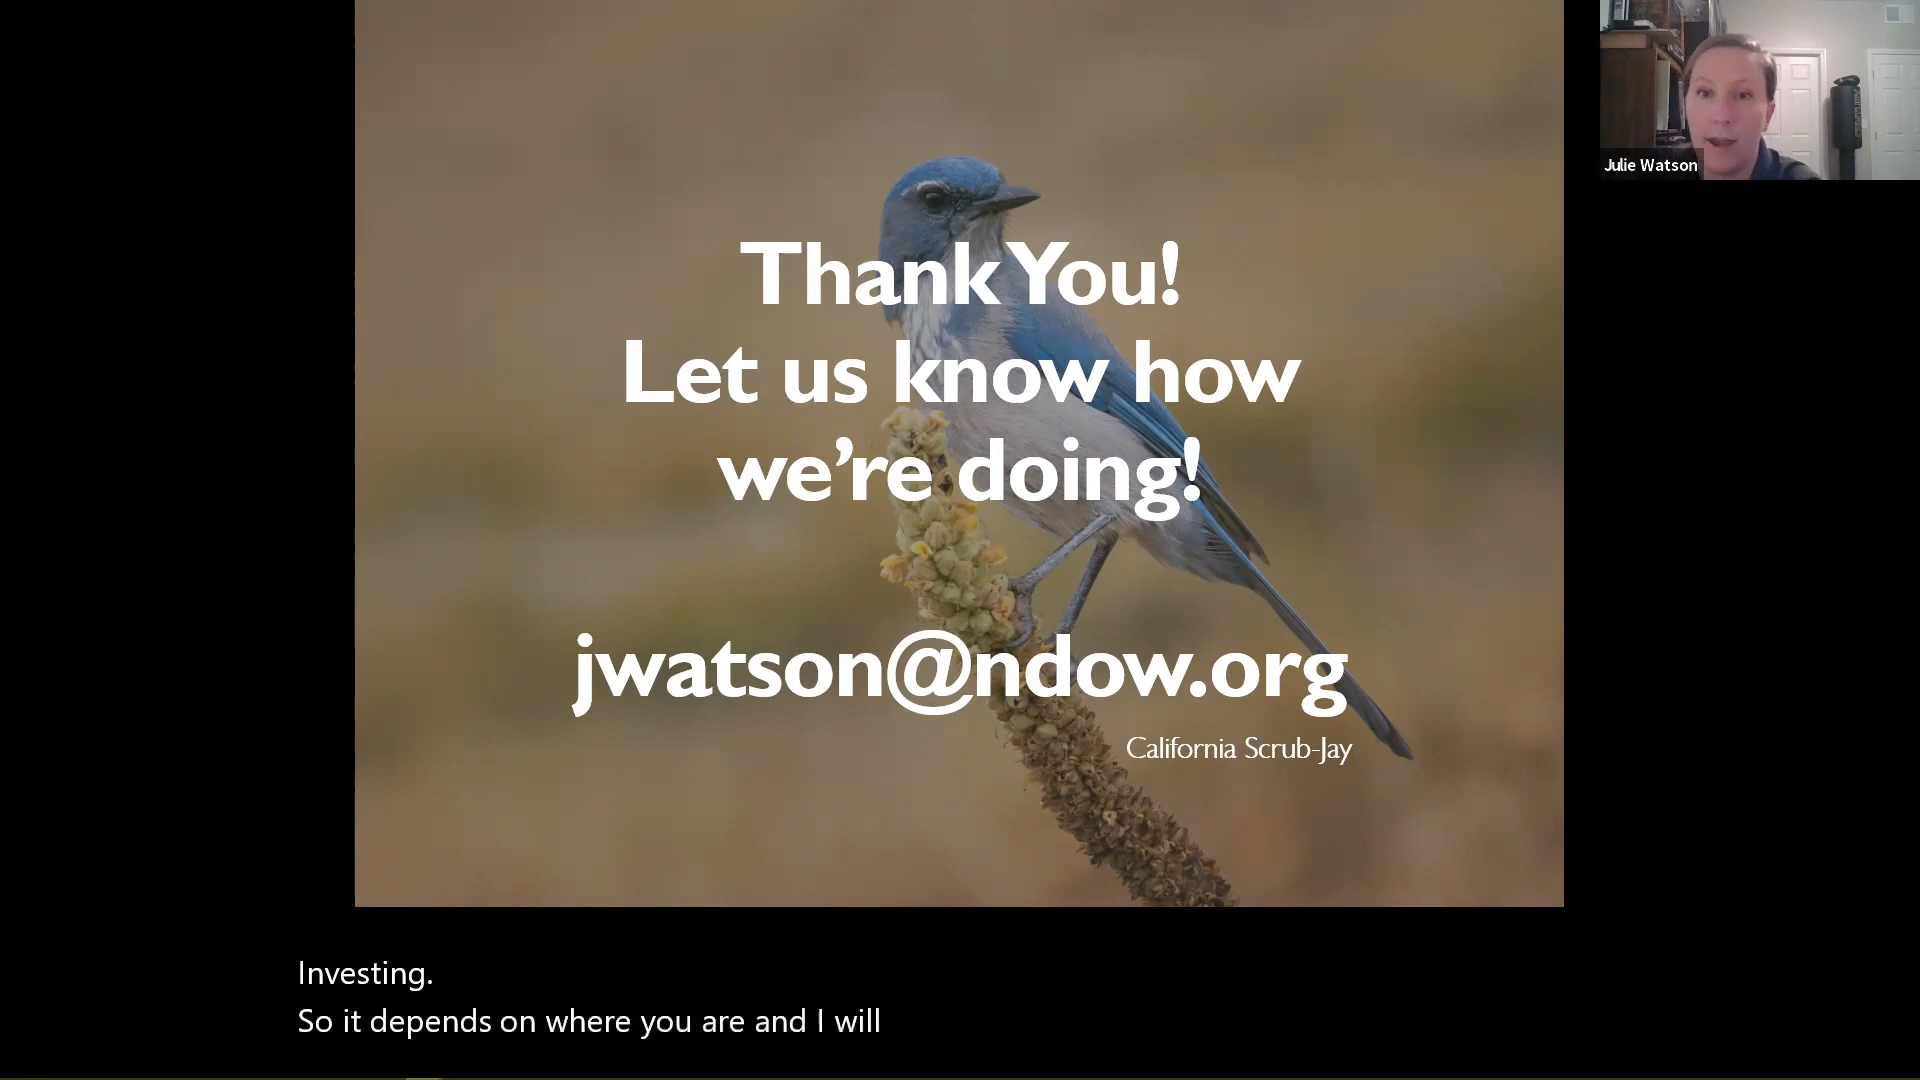 Julie Watson
Thank You!
Let us know how
we’re doing!
jwatson@ndow.org
California Scrub-Jay
Investing.
So it depends on where you are and I will